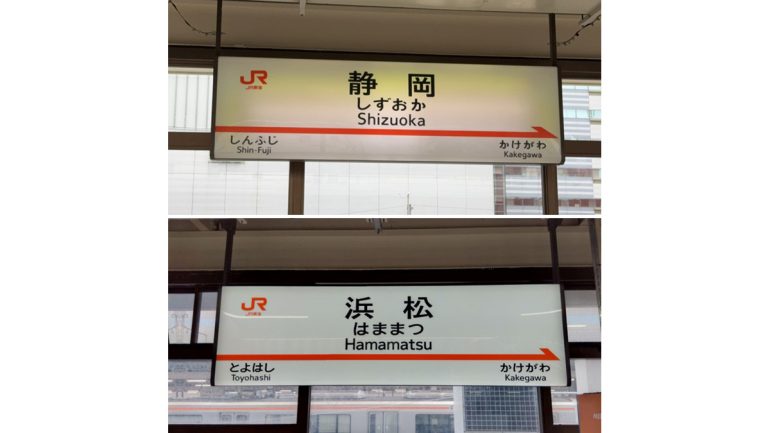 JR
JR東海
静岡
しずおか
Shizuoka
しんふじ
Shin-Fuji
かけがわ
Kakegawa
JR
JR東海
浜松
はままつ
Hamamatsu
とよはし
Toyohashi
かけがわ
Kakegawa